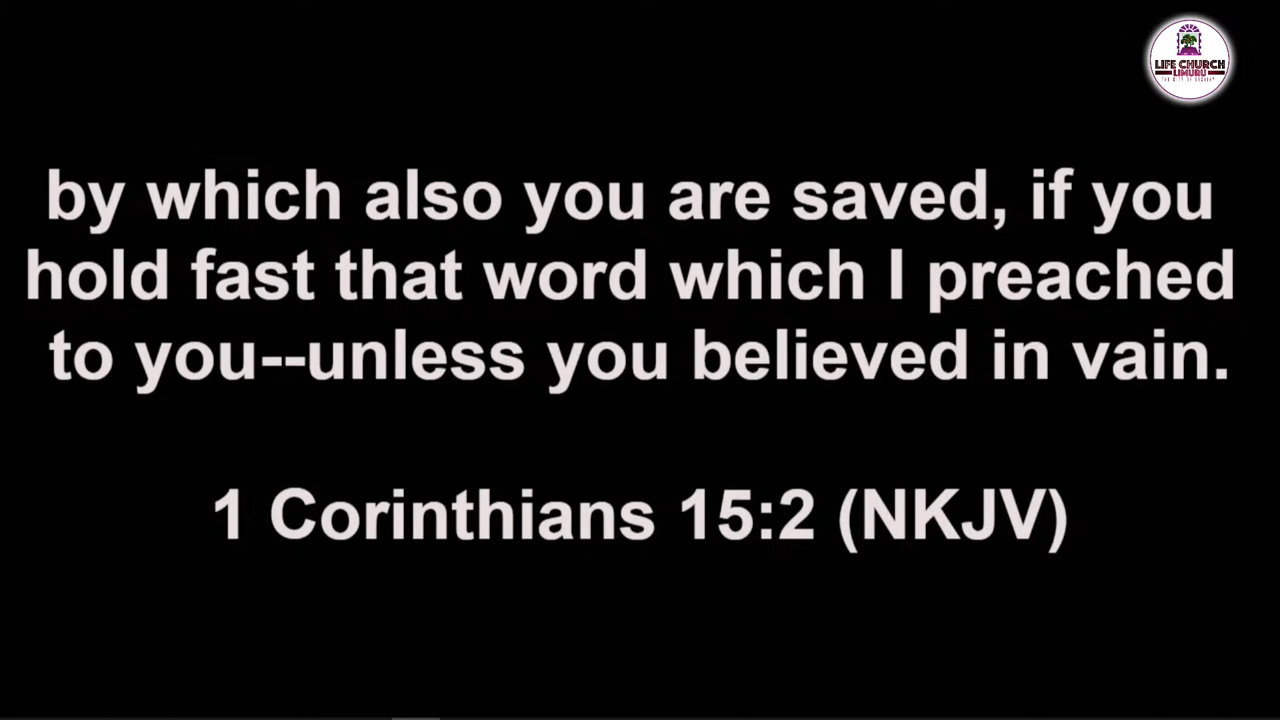 LIFE CHURCH
LIMURU
by which also you are saved, if you
hold fast that word which I preached
to you--unless you believed in vain.
1 Corinthians 15:2 (NKJV)